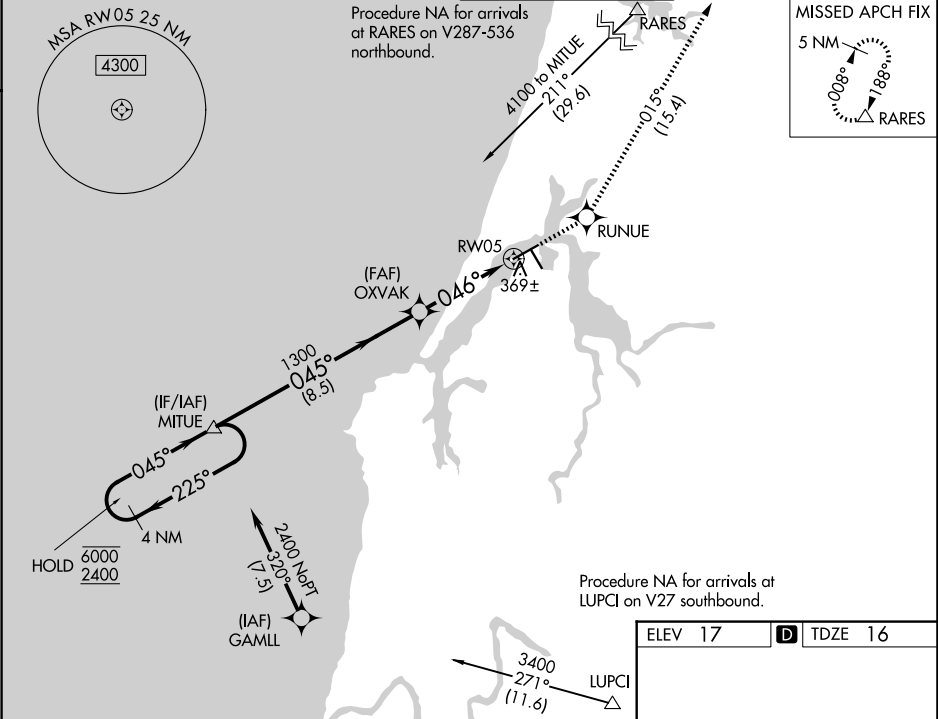 MSA RW05 25 NM
4300
Procedure NA for arrivals
at RARES on V287-536
northbound.
RARES
4100 to MITUE
211°
(29.6)
015°
(15.4)
MISSED APCH FIX
5 NM
008°
188°
RARES
RUNUE
RW05
369±
(FAF)
OXVAK
046°
1300
045°
(8.5)
(IF/IAF)
MITUE
045°
225°
4 NM
HOLD
6000
2400
2400 NoPT
320°
(7.5)
(IAF)
GAMLL
Procedure NA for arrivals at
LUPCI on V27 southbound.
3400
271°
(11.6)
LUPCI
ELEV 17
D
TDZE 16